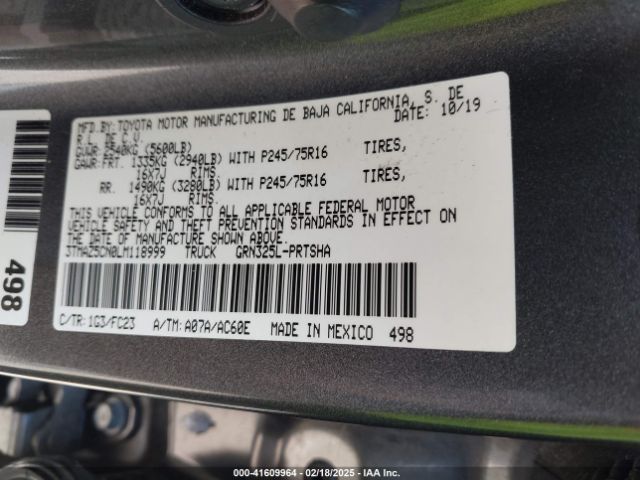 MFD.BY:TOYOTA MOTOR MANUFACTURING DE BAJA CALIFORNIA, S. DE
R.L. DE C.V. DATE: 10/19
GVWR:2540KG (5600LB)
GAWR:FRT. 1335KG (2940LB) WITH P245/75R16 TIRES,
16X7J RIMS.
RR. 1490KG (3280LB) WITH P245/75R16 TIRES,
16X7J RIMS.
THIS VEHICLE CONFORMS TO ALL APPLICABLE FEDERAL MOTOR
VEHICLE SAFETY AND THEFT PREVENTION STANDARDS IN EFFECT ON
THE DATE OF MANUFACTURE SHOWN ABOVE.
3TMAZ5CN0LM118999 TRUCK GRN325L-PRTSHA
C/TR:1G3/FC23 A/TM:A07A/AC60E MADE IN MEXICO 498
498
000-41609964 - 02/18/2025 - IAA Inc.